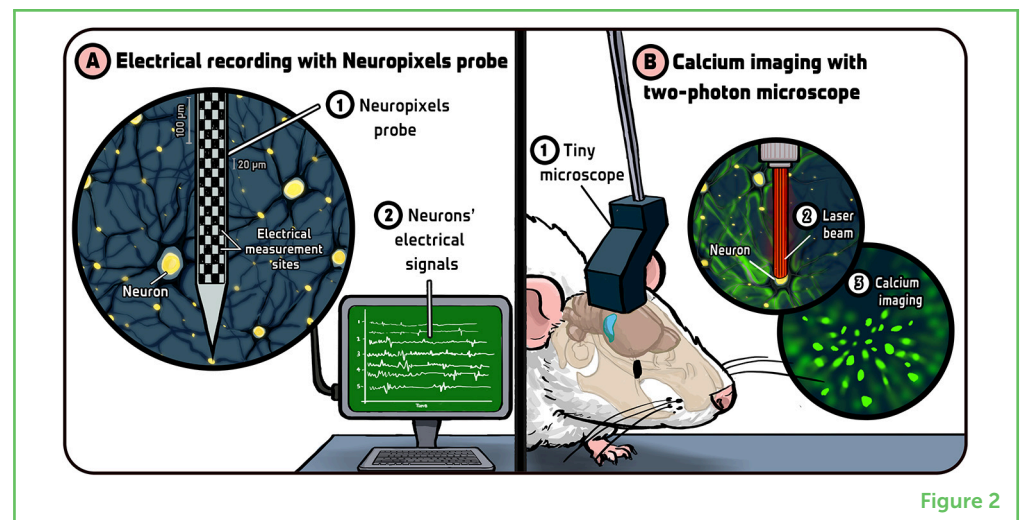 A Electrical recording with Neuropixels probe
100 µm
1 Neuropixels
probe
20 µm
2 Neurons'
electrical
signals
Electrical
measurement
sites
Neuron
1
2
3
4
5
Time
B Calcium imaging with
two-photon microscope
1 Tiny
microscope
2 Laser
beam
Neuron
3 Calcium
imaging
Figure 2